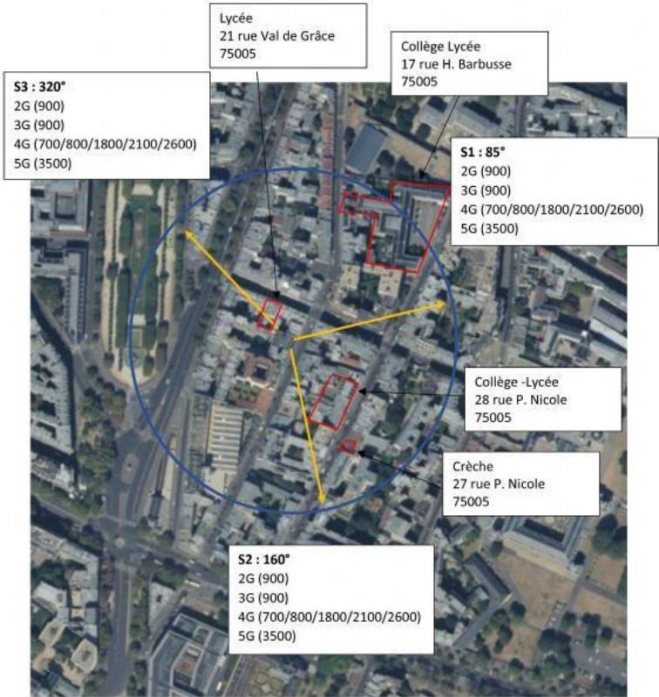 Lycée
21 rue Val de Grâce
75005
Collège Lycée
17 rue H. Barbusse
75005
S3 : 320°
2G (900)
3G (900)
4G (700/800/1800/2100/2600)
5G (3500)
S1 : 85°
2G (900)
3G (900)
4G (700/800/1800/2100/2600)
5G (3500)
Collège -Lycée
28 rue P. Nicole
75005
Crèche
27 rue P. Nicole
75005
S2 : 160°
2G (900)
3G (900)
4G (700/800/1800/2100/2600)
5G (3500)